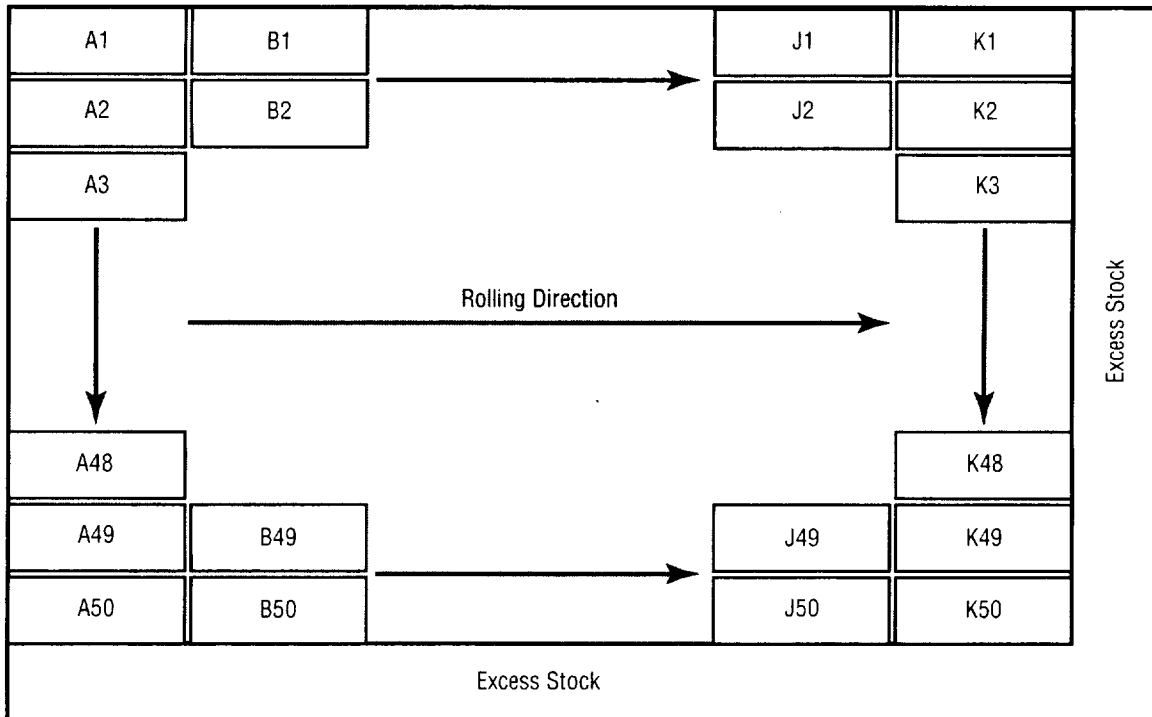 A1 B1 J1 K1
A2 B2 J2 K2
A3 K3
Rolling Direction
Excess Stock
A48 K48
A49 B49 J49 K49
A50 B50 J50 K50
Excess Stock